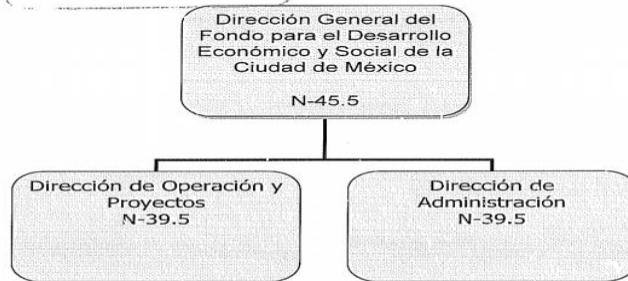 Dirección General del
Fondo para el Desarrollo
Económico y Social de la
Ciudad de México
N-45.5
Dirección de Operación y
Proyectos
N-39.5
Dirección de
Administración
N-39.5